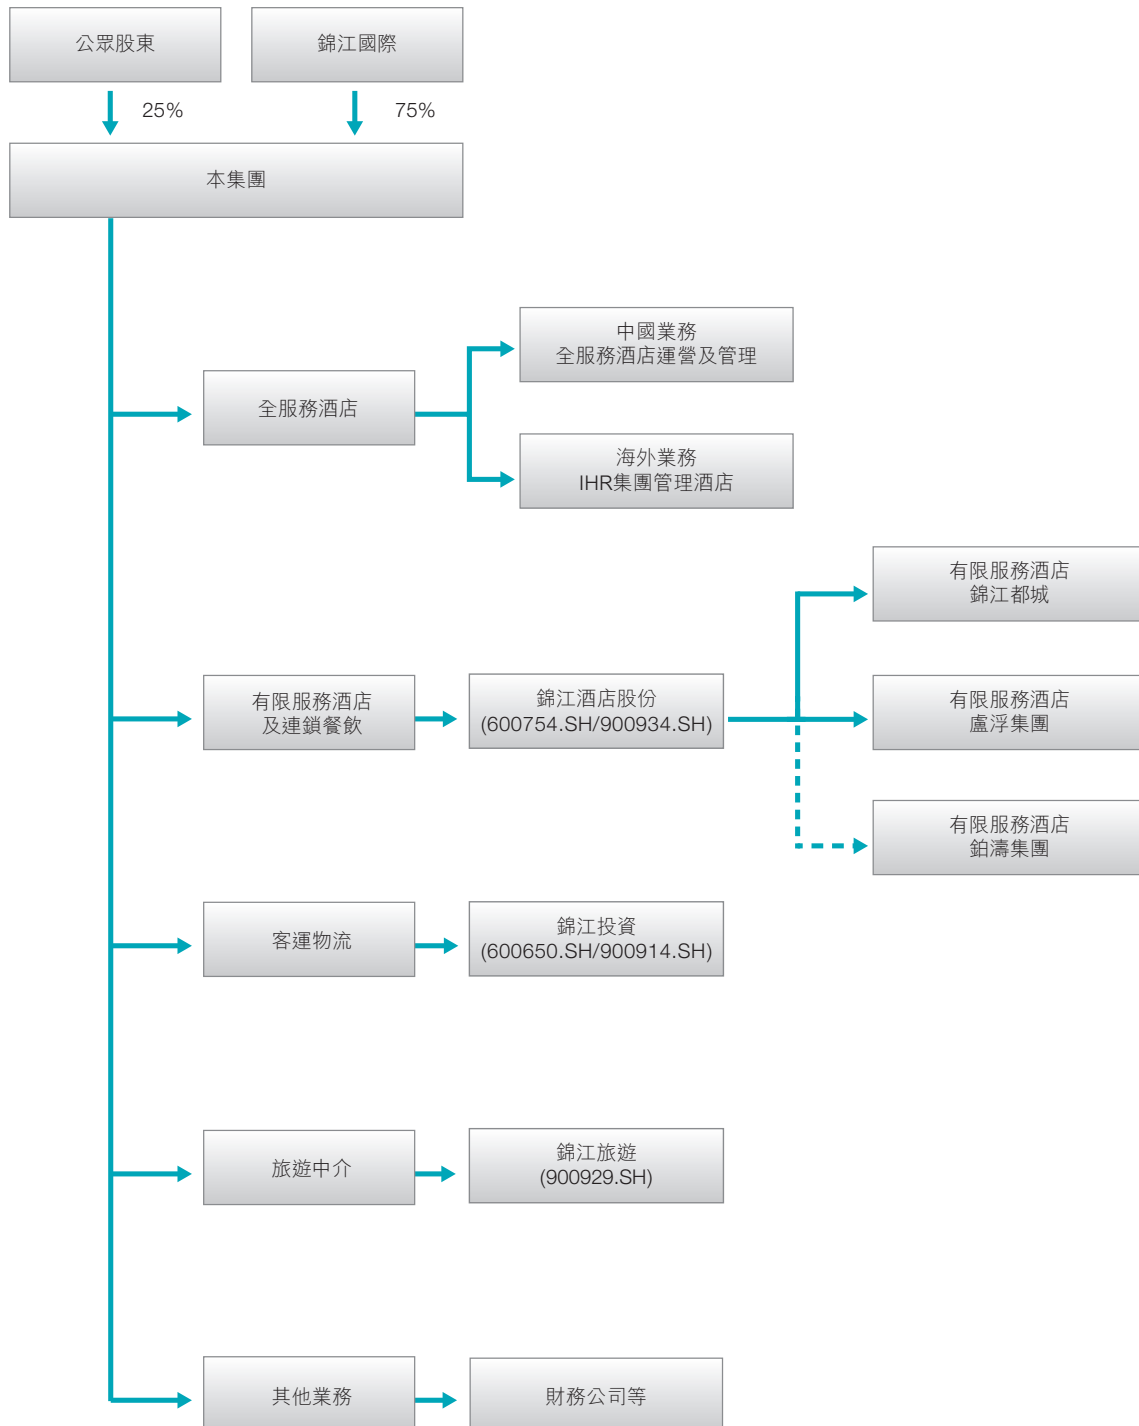 公眾股東
錦江國際
25%
75%
本集團
中國業務
全服務酒店運營及管理
全服務酒店
海外業務
IHR集團管理酒店
有限服務酒店
錦江都城
有限服務酒店
及連鎖餐飲
錦江酒店股份
(600754.SH/900934.SH)
有限服務酒店
盧浮集團
有限服務酒店
鉑濤集團
客運物流
錦江投資
(600650.SH/900914.SH)
旅遊中介
錦江旅遊
(900929.SH)
其他業務
財務公司等